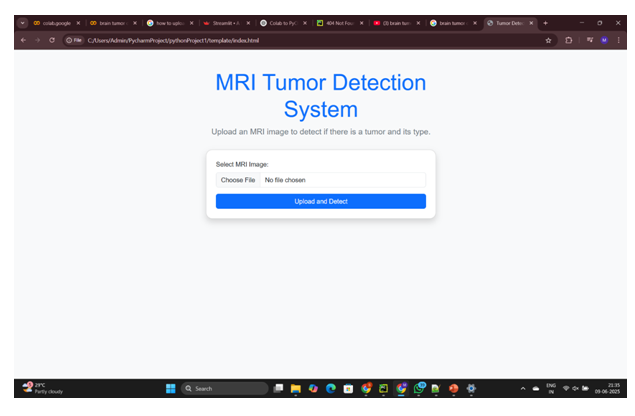 colab.google
brain tumor
how to uploa
Streamlit •
Colab to PyC
404 Not Fou
(3) brain tum
brain tumor
Tumor Detec
File
C:/Users/Admin/PycharmProject/pythonProject1/template/index.html
M
MRI Tumor Detection
System
Upload an MRI image to detect if there is a tumor and its type.
Select MRI Image:
Choose File No file chosen
Upload and Detect
29°C
Partly cloudy
Search
ENG
IN
21:35
09-06-2025